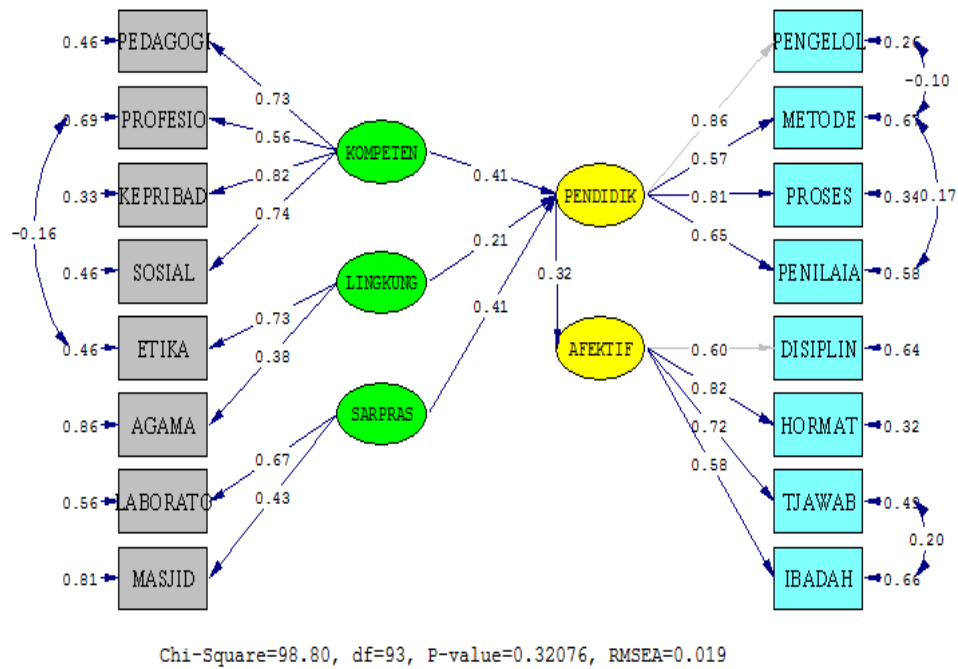 0.46 PEDAGOGI
0.69 PROFESIO
0.33 KEPRIBAD
-0.16
0.46 SOSIAL
0.46 ETIKA
0.86 AGAMA
0.56 LABORATO
0.81 MASJID
0.73
0.56
0.82
0.74
KOMPETEN
0.73
0.38
LINGKUNG
0.67
0.43
SARPRAS
0.41
0.21
0.41
PENDIDIK
0.32
AFEKTIF
0.86
0.57
0.81
0.65
0.60
0.82
0.72
0.58
PENGELOL 0.26
-0.10
METODE 0.67
PROSES 0.34
0.17
PENILAIA 0.58
DISIPLIN 0.64
HORMAT 0.32
TJAWAB
0.20
IBADAH 0.66
Chi-Square=98.80, df=93, P-value=0.32076, RMSEA=0.019